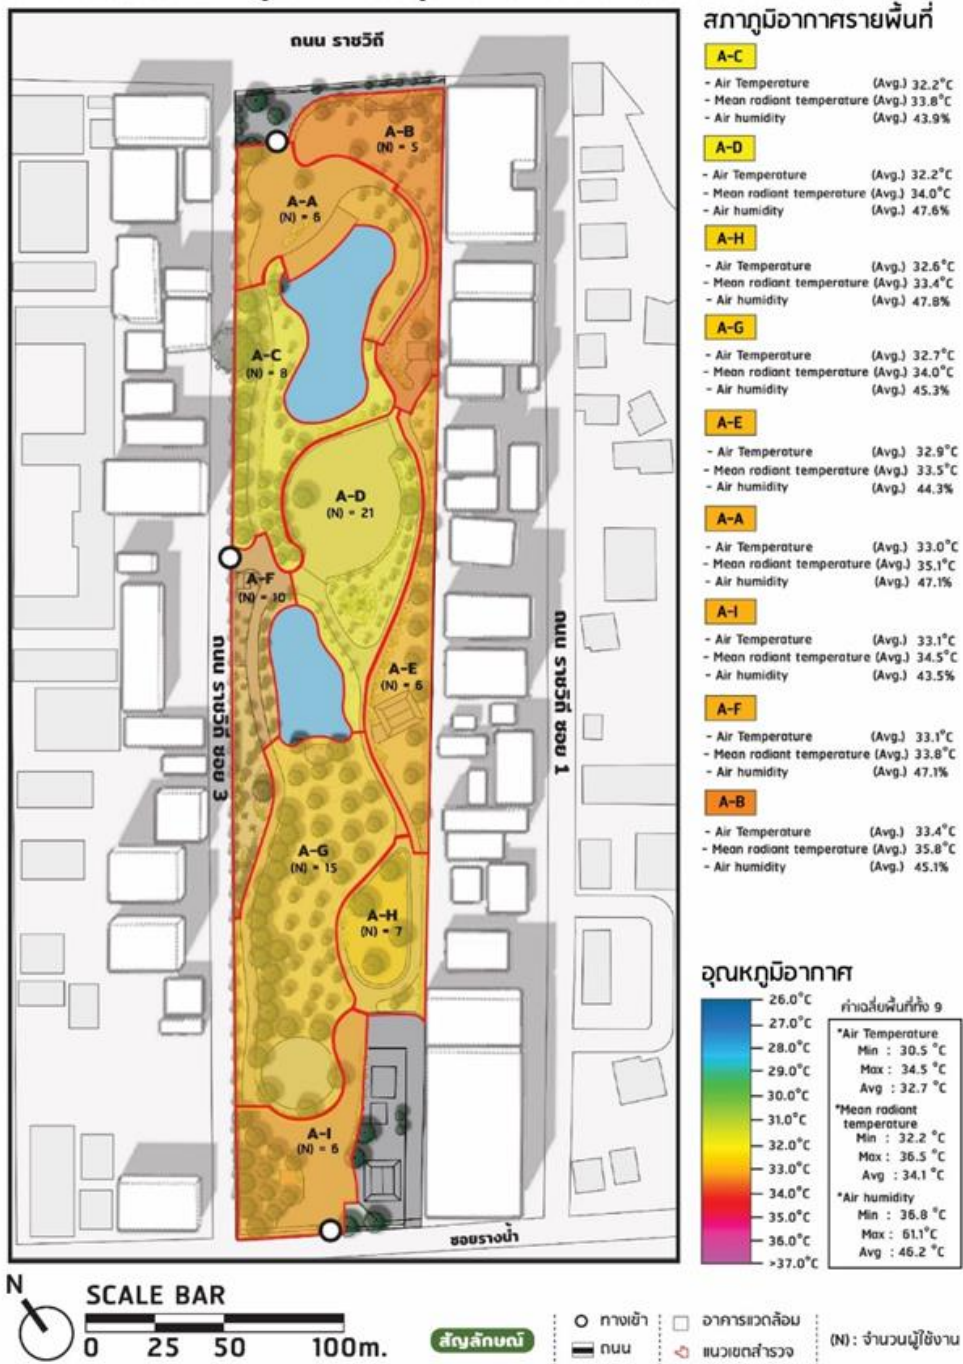 ถนน ราชวิถี
A-B
(N) = 5
A-A
(N) = 6
A-C
(N) = 8
A-D
(N) = 21
A-F
(N) = 10
A-E
(N) = 6
ถนน ราชวิถี ซอย 3
ถนน ราชวิถี ซอย 1
A-G
(N) = 15
A-H
(N) = 7
A-I
(N) = 6
ซอยรางน้ำ
สภาภูมิอากาศรายพื้นที่
A-C
- Air Temperature (Avg.) 32.2°C
- Mean radiant temperature (Avg.) 33.8°C
- Air humidity (Avg.) 43.9%
A-D
- Air Temperature (Avg.) 32.2°C
- Mean radiant temperature (Avg.) 34.0°C
- Air humidity (Avg.) 47.6%
A-H
- Air Temperature (Avg.) 32.6°C
- Mean radiant temperature (Avg.) 33.4°C
- Air humidity (Avg.) 47.8%
A-G
- Air Temperature (Avg.) 32.7°C
- Mean radiant temperature (Avg.) 34.0°C
- Air humidity (Avg.) 45.3%
A-E
- Air Temperature (Avg.) 32.9°C
- Mean radiant temperature (Avg.) 33.5°C
- Air humidity (Avg.) 44.3%
A-A
- Air Temperature (Avg.) 33.0°C
- Mean radiant temperature (Avg.) 35.1°C
- Air humidity (Avg.) 47.1%
A-I
- Air Temperature (Avg.) 33.1°C
- Mean radiant temperature (Avg.) 34.5°C
- Air humidity (Avg.) 43.5%
A-F
- Air Temperature (Avg.) 33.1°C
- Mean radiant temperature (Avg.) 33.8°C
- Air humidity (Avg.) 47.1%
A-B
- Air Temperature (Avg.) 33.4°C
- Mean radiant temperature (Avg.) 35.8°C
- Air humidity (Avg.) 45.1%
อุณหภูมิอากาศ
26.0°C
27.0°C
28.0°C
29.0°C
30.0°C
31.0°C
32.0°C
33.0°C
34.0°C
35.0°C
36.0°C
>37.0°C
ค่าเฉลี่ยพื้นที่ทั้ง 9
*Air Temperature
Min : 30.5 °C
Max : 34.5 °C
Avg : 32.7 °C
*Mean radiant
temperature
Min : 32.2 °C
Max : 36.5 °C
Avg : 34.1 °C
*Air humidity
Min : 36.8 °C
Max : 61.1°C
Avg : 46.2 °C
N
SCALE BAR
0 25 50 100m.
สัญลักษณ์
ทางเข้า
ถนน
อาคารแวดล้อม
แนวเขตสำรวจ
(N) : จำนวนผู้ใช้งาน